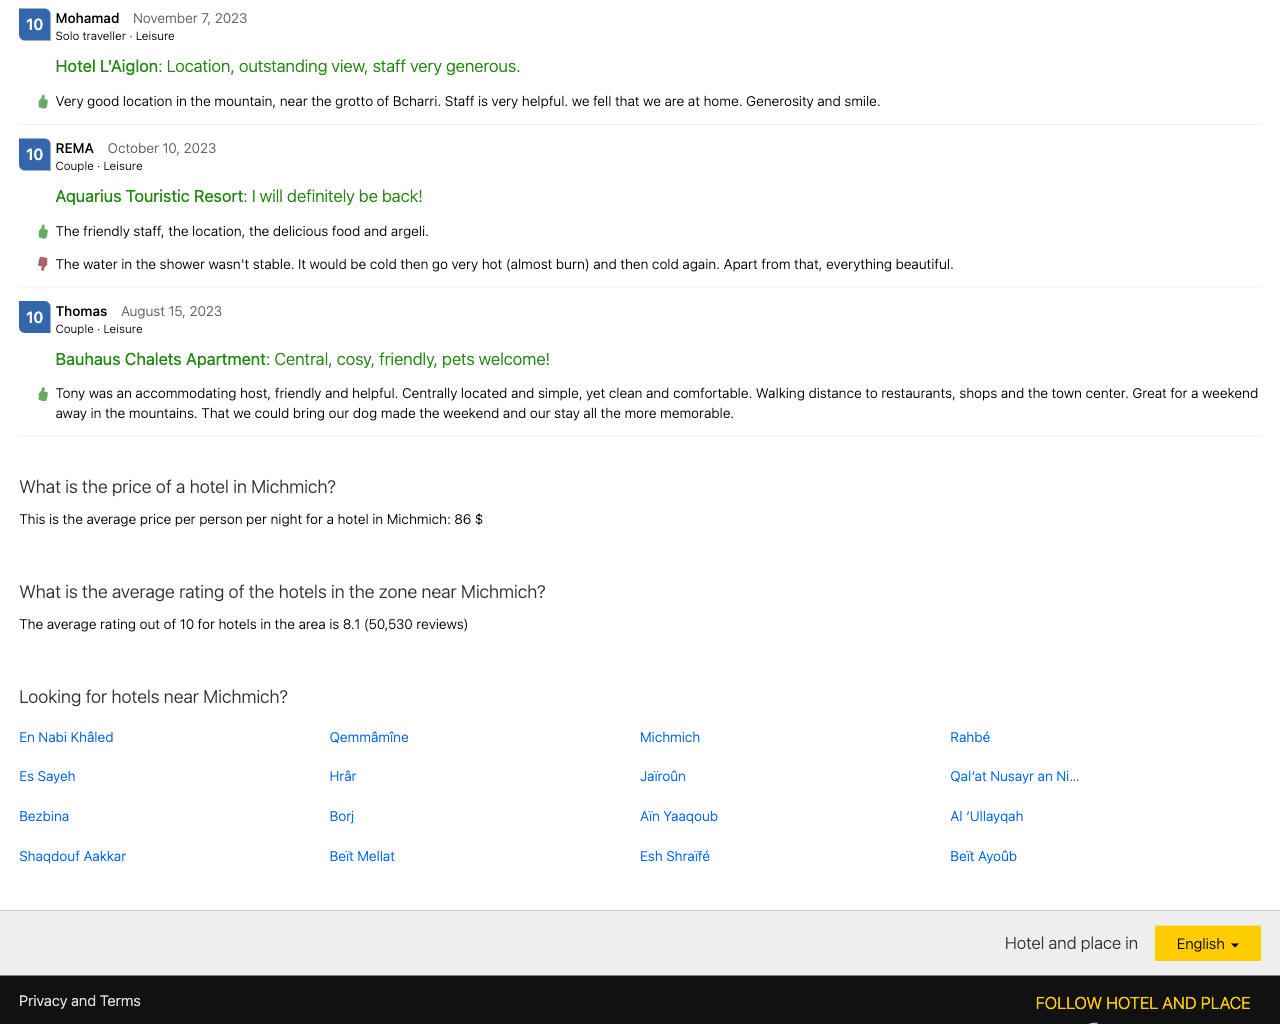 10
Mohamad November 7, 2023
Solo traveller · Leisure
Hotel L'Aiglon: Location, outstanding view, staff very generous.
Very good location in the mountain, near the grotto of Bcharri. Staff is very helpful. we fell that we are at home. Generosity and smile.
10
REMA October 10, 2023
Couple · Leisure
Aquarius Touristic Resort: I will definitely be back!
The friendly staff, the location, the delicious food and argeli.
The water in the shower wasn't stable. It would be cold then go very hot (almost burn) and then cold again. Apart from that, everything beautiful.
10
Thomas August 15, 2023
Couple · Leisure
Bauhaus Chalets Apartment: Central, cosy, friendly, pets welcome!
Tony was an accommodating host, friendly and helpful. Centrally located and simple, yet clean and comfortable. Walking distance to restaurants, shops and the town center. Great for a weekend
away in the mountains. That we could bring our dog made the weekend and our stay all the more memorable.
What is the price of a hotel in Michmich?
This is the average price per person per night for a hotel in Michmich: 86 $
What is the average rating of the hotels in the zone near Michmich?
The average rating out of 10 for hotels in the area is 8.1 (50,530 reviews)
Looking for hotels near Michmich?
En Nabi Khâled Qemmâmîne Michmich Rahbé
Es Sayeh Hrâr Jaïroûn Qal‘at Nusayr an Ni...
Bezbina Borj Aïn Yaaqoub Al ‘Ullayqah
Shaqdouf Aakkar Beït Mellat Esh Shraïfé Beït Ayoûb
Hotel and place in English
Privacy and Terms
FOLLOW HOTEL AND PLACE